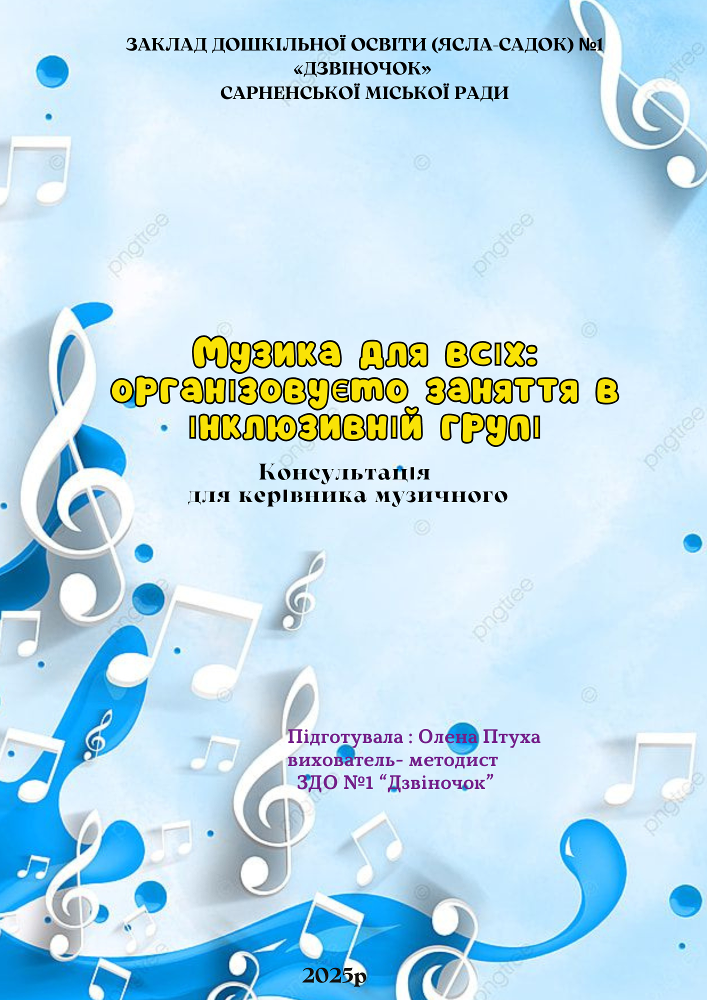 ЗАКЛАД ДОШКІЛЬНОЇ ОСВІТИ (ЯСЛА-САДОК) №1
«ДЗВІНОЧОК»
САРНЕНСЬКОЇ МІСЬКОЇ РАДИ
Музика для всіх:
організовуєто заняття в
інклюзивній групі
Консультація
для керівника музичного
Підготувала : Олена Птуха
вихователь- методист
ЗДО №1 “Дзвіночок”
2025р